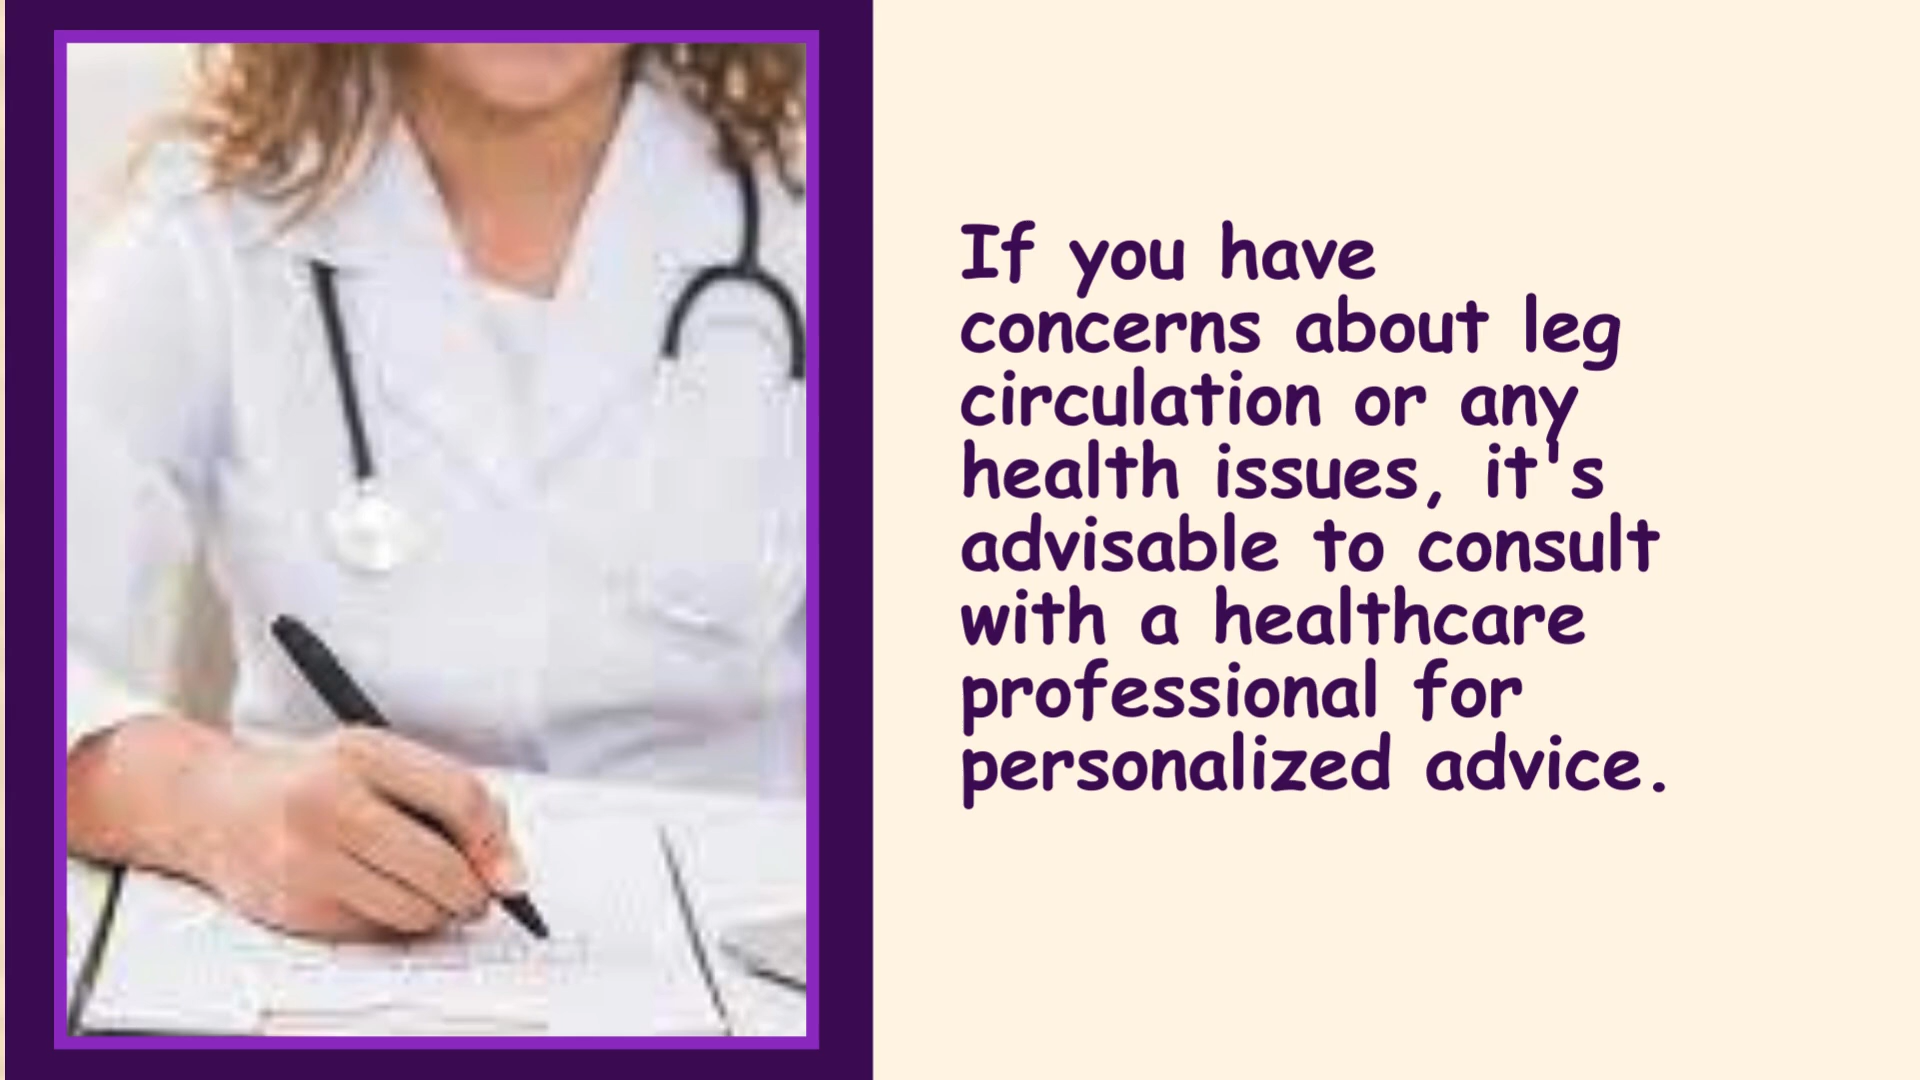 If you have
concerns about leg
circulation or any
health issues, it's
advisable to consult
with a healthcare
professional for
personalized advice.